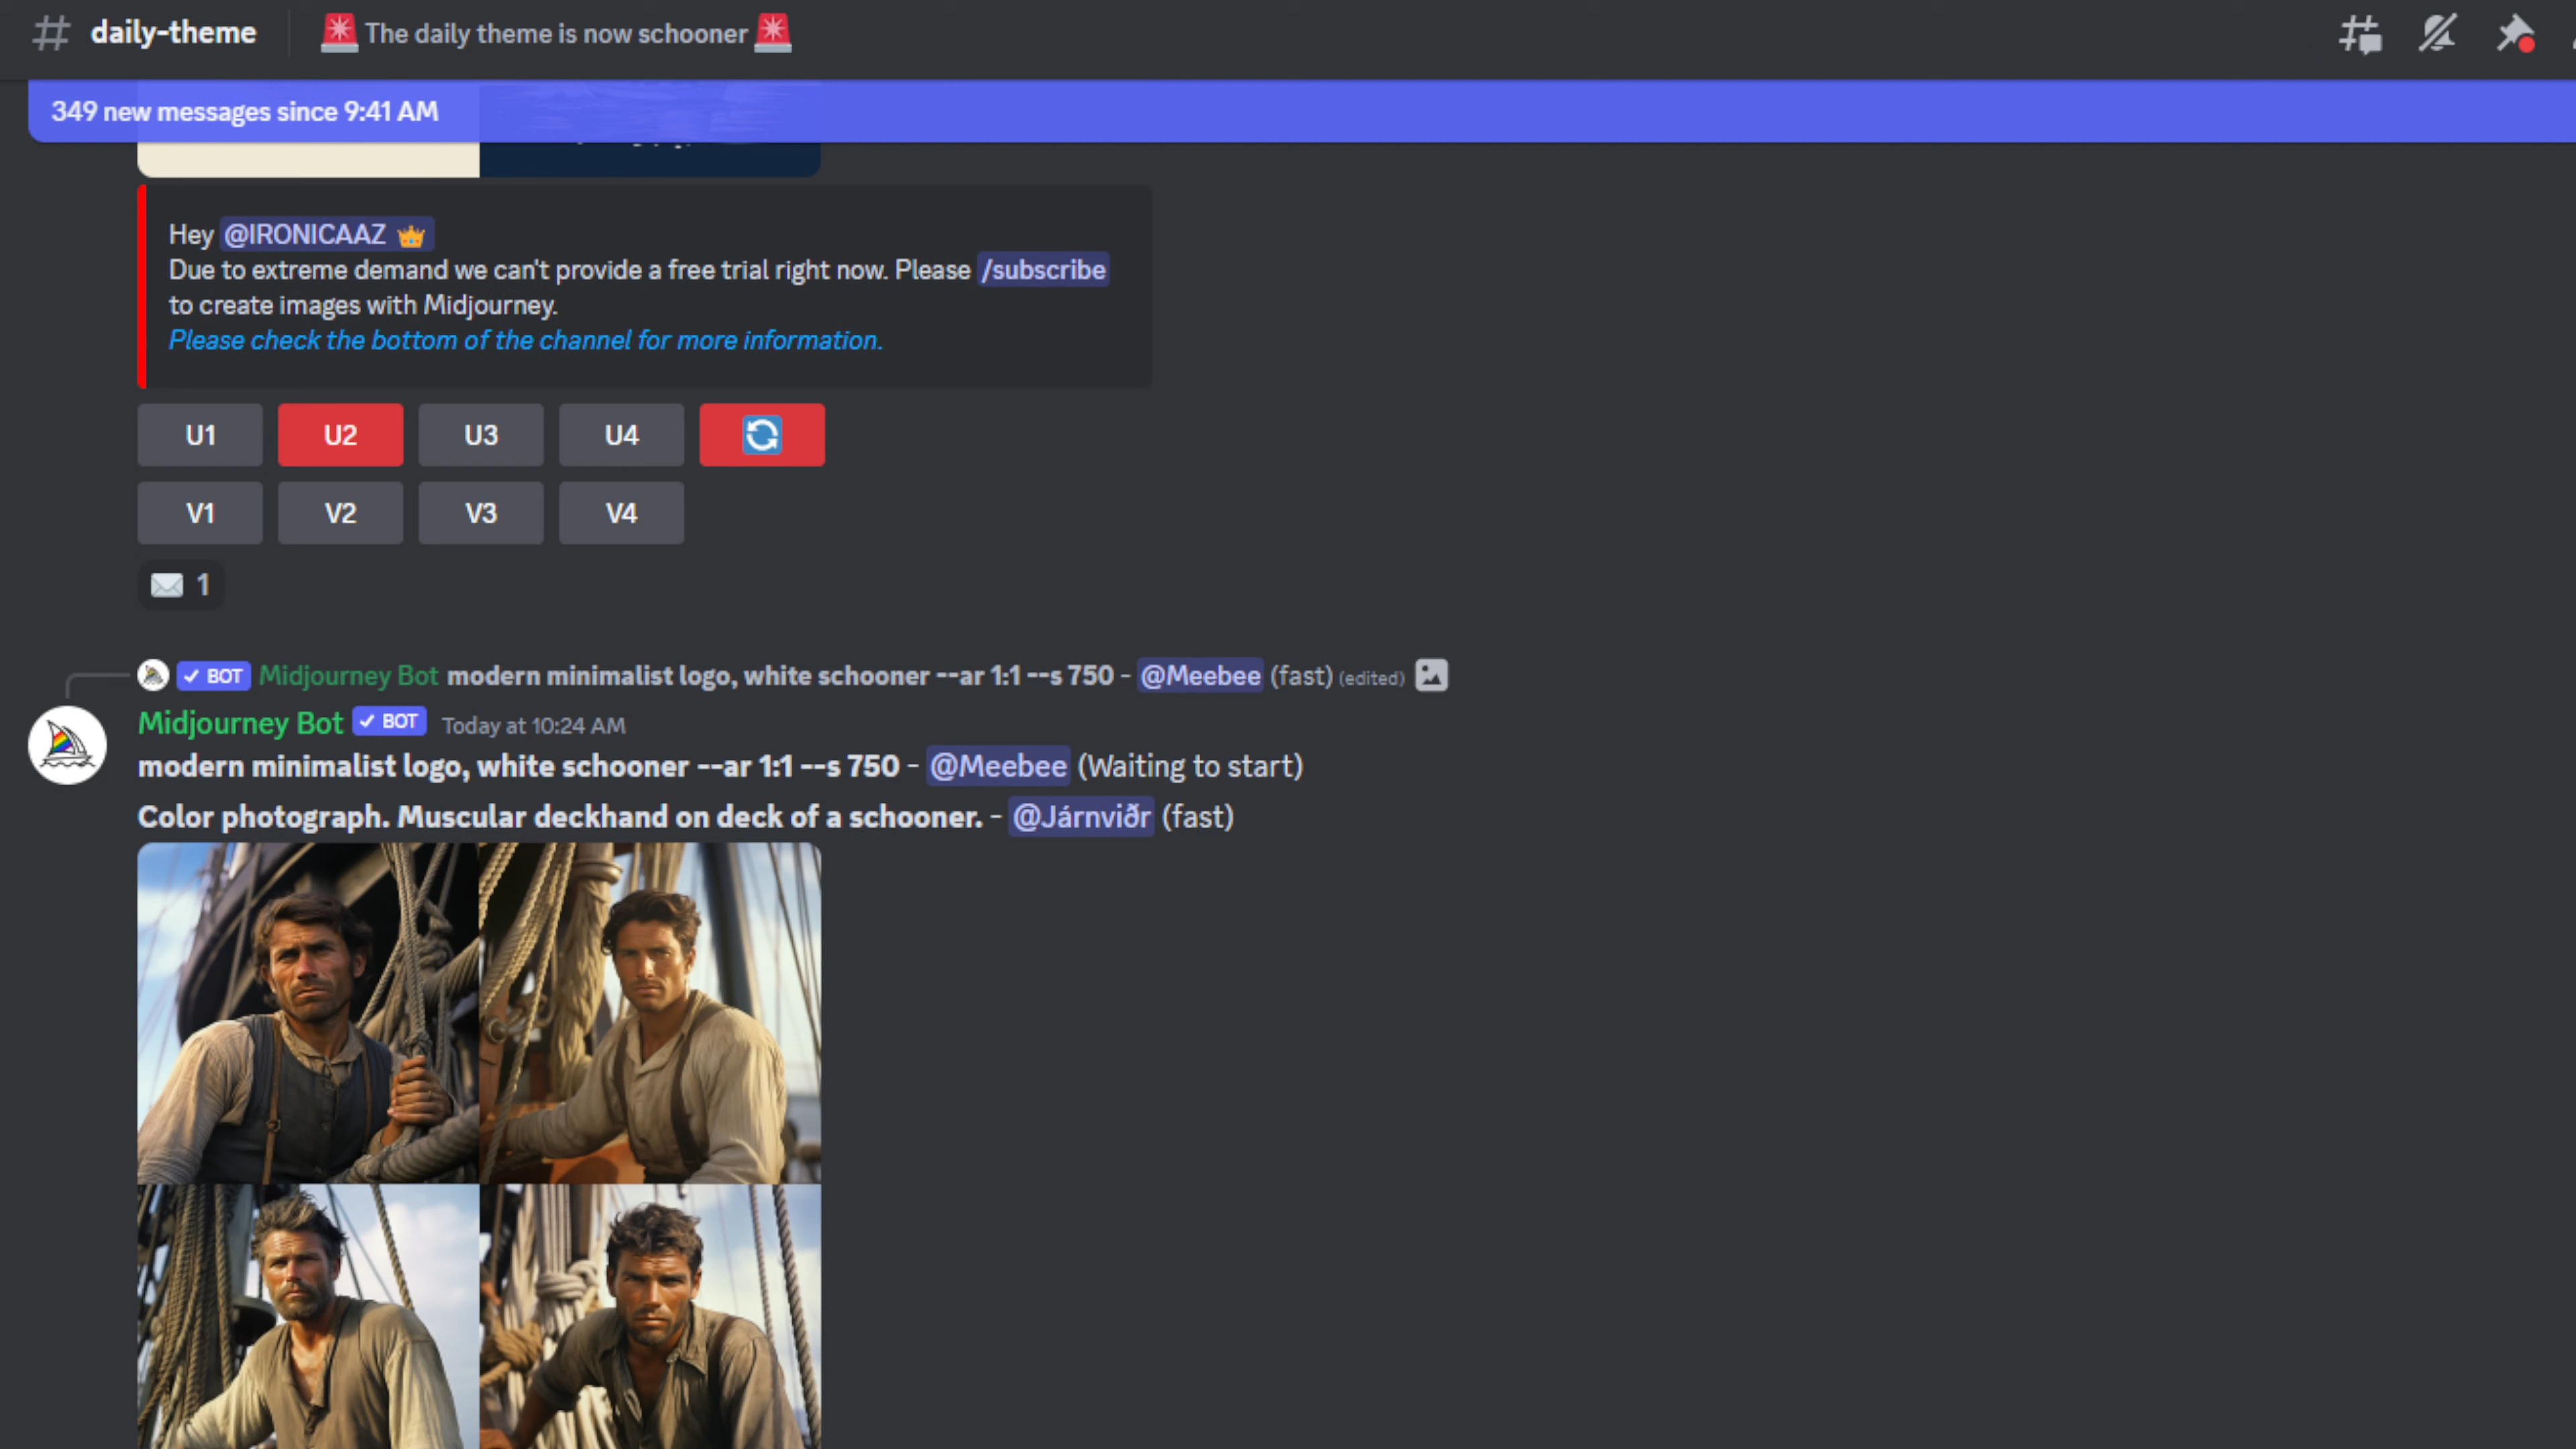 daily-theme
The daily theme is now schooner
349 new messages since 9:41 AM
Hey @IRONICAAZ 👑
Due to extreme demand we can't provide a free trial right now. Please /subscribe
to create images with Midjourney.
Please check the bottom of the channel for more information.
U1 U2 U3 U4
V1 V2 V3 V4
1
BOT Midjourney Bot modern minimalist logo, white schooner --ar 1:1 --s 750 - @Meebee (fast) (edited)
Midjourney Bot BOT Today at 10:24 AM
modern minimalist logo, white schooner --ar 1:1 --s 750 - @Meebee (Waiting to start)
Color photograph. Muscular deckhand on deck of a schooner. - @Járnviðr (fast)